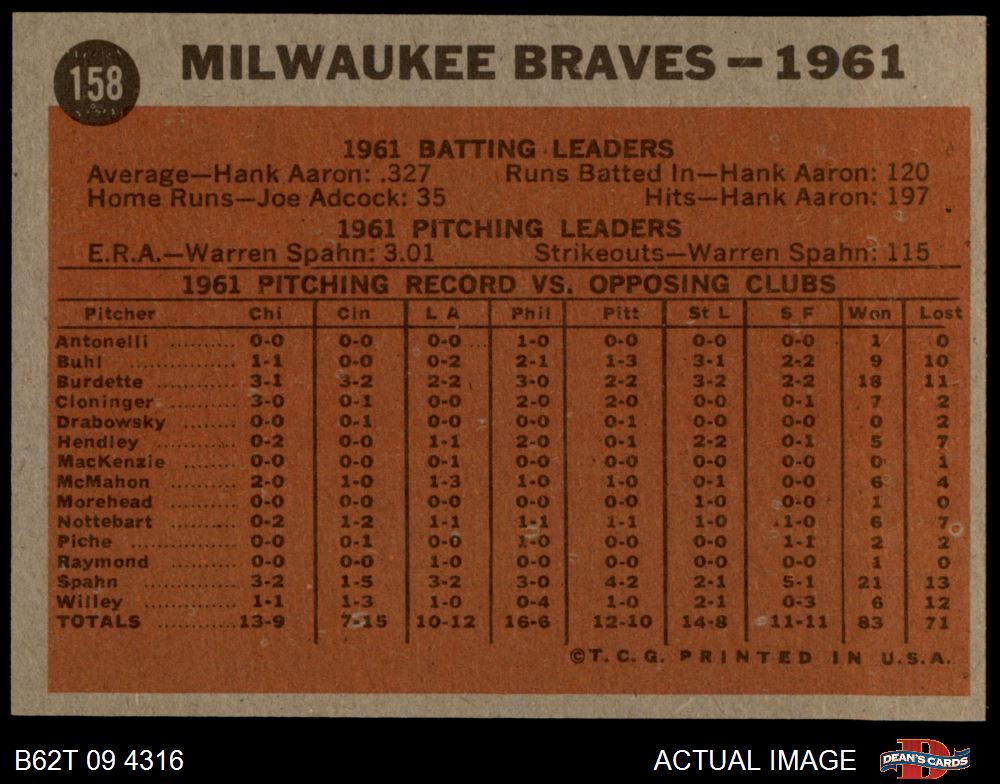 158
MILWAUKEE BRAVES – 1961
1961 BATTING LEADERS
Average—Hank Aaron: .327 Runs Batted In—Hank Aaron: 120
Home Runs—Joe Adcock: 35 Hits—Hank Aaron: 197
1961 PITCHING LEADERS
E.R.A.—Warren Spahn: 3.01 Strikeouts—Warren Spahn: 115
1961 PITCHING RECORD VS. OPPOSING CLUBS
Pitcher Chi Cin L A Phil Pitt St L S F Won Lost
Antonelli .......... 0-0 0-0 0-0 1-0 0-0 0-0 0-0 1 0
Buhl .......... 1-1 0-0 0-2 2-1 1-3 3-1 2-2 9 10
Burdette .......... 3-1 3-2 2-2 3-0 2-2 3-2 2-2 18 11
Cloninger .......... 3-0 0-1 0-0 2-0 2-0 0-0 0-1 7 2
Drabowsky ........ 0-0 0-1 0-0 0-0 0-1 0-0 0-0 0 2
Hendley .......... 0-2 0-0 1-1 2-0 0-1 2-2 0-1 5 7
MacKenzie ........ 0-0 0-0 0-1 0-0 0-0 0-0 0-0 0 1
McMahon .......... 2-0 1-0 1-3 1-0 1-0 0-1 0-0 6 4
Morehead .......... 0-0 0-0 0-0 0-0 0-0 1-0 0-0 1 0
Nottebart .......... 0-2 1-2 1-1 1-1 1-1 1-0 1-0 6 7
Piche .......... 0-0 0-1 0-0 1-0 0-0 0-0 1-1 2 2
Raymond .......... 0-0 0-0 1-0 0-0 0-0 0-0 0-0 1 0
Spahn .......... 3-2 1-5 3-2 3-0 4-2 2-1 5-1 21 13
Willey .......... 1-1 1-3 1-0 0-4 1-0 2-1 0-3 6 12
TOTALS .......... 13-9 7-15 10-12 16-6 12-10 14-8 11-11 83 71
©T. C. G. PRINTED IN U.S.A.
B62T 09 4316 ACTUAL IMAGE DEAN'S CARDS